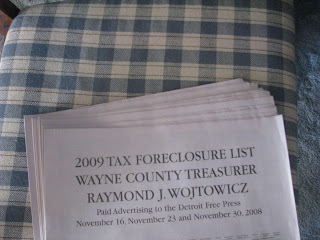 2009 TAX FORECLOSURE LIST
WAYNE COUNTY TREASURER
RAYMOND J. WOJTOWICZ
Paid Advertising to the Detroit Free Press
November 16, November 23 and November 30, 2008